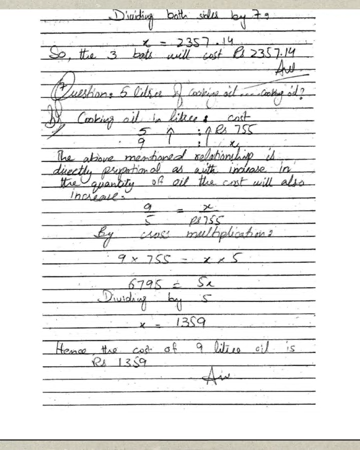 Dividing both sides by 7:
x = 2357.14
So, the 3 bats will cost Rs 2357.14
Ans
Question: 5 litres of cooking oil .... cooking oil?
Cooking oil in litres : cost
5 ↑ : ↑ Rs 755
9 | : | x
The above mentioned relationship is
directly proportional as with increase in
the quantity of oil the cost will also
increase.
9 = x
5 Rs 755
By cross multiplication:
9 × 755 = x × 5
6795 = 5x
Dividing by 5
x = 1359
Hence, the cost of 9 litres oil is
Rs 1359
Ans